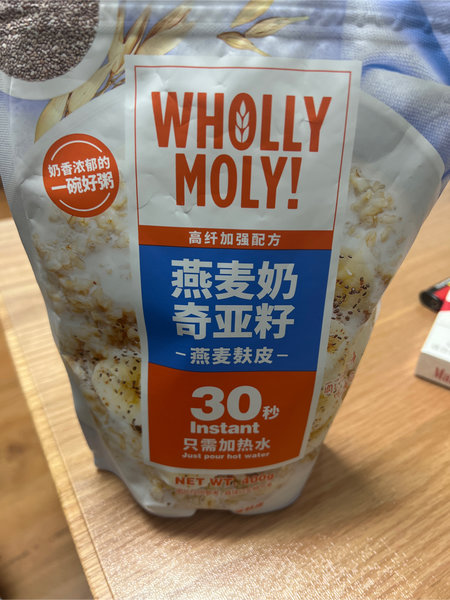 WHOLLY
MOLY!
奶香浓郁的
一碗好粥
高纤加强配方
燕麦奶
奇亚籽
燕麦麸皮
30秒
Instant
只需加热水
Just pour hot water
NET WT. 400g